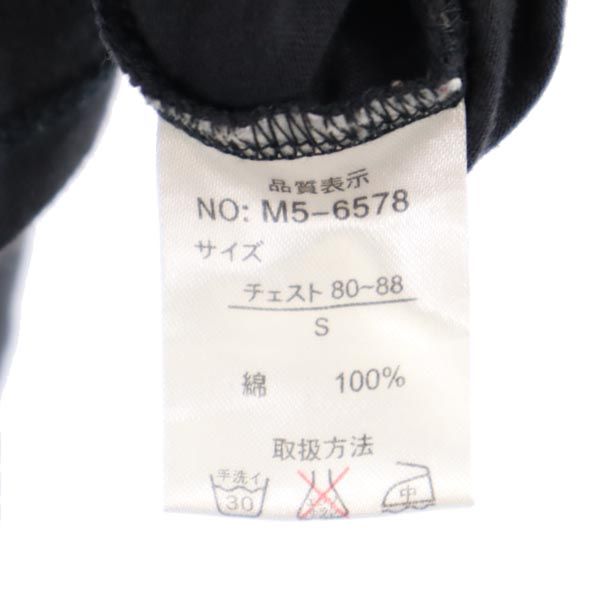 品質表示
NO: M5-6578
サイズ
チェスト 80~88
S
綿 100%
取扱方法
手洗イ
30
中